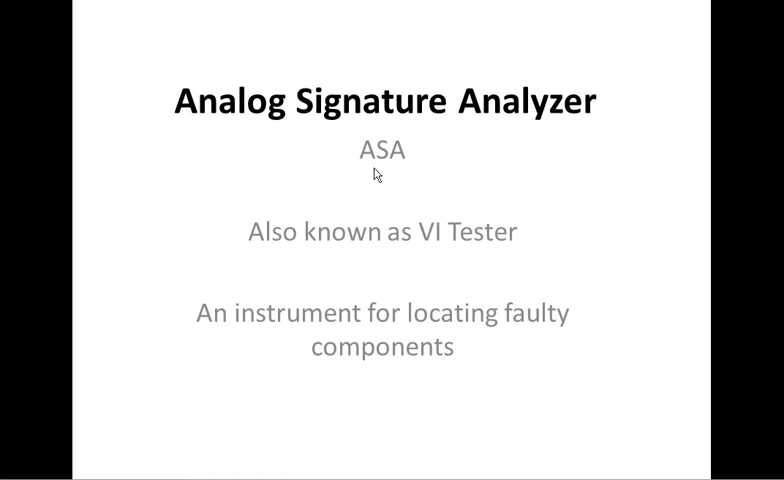 Analog Signature Analyzer
ASA
Also known as VI Tester
An instrument for locating faulty
components